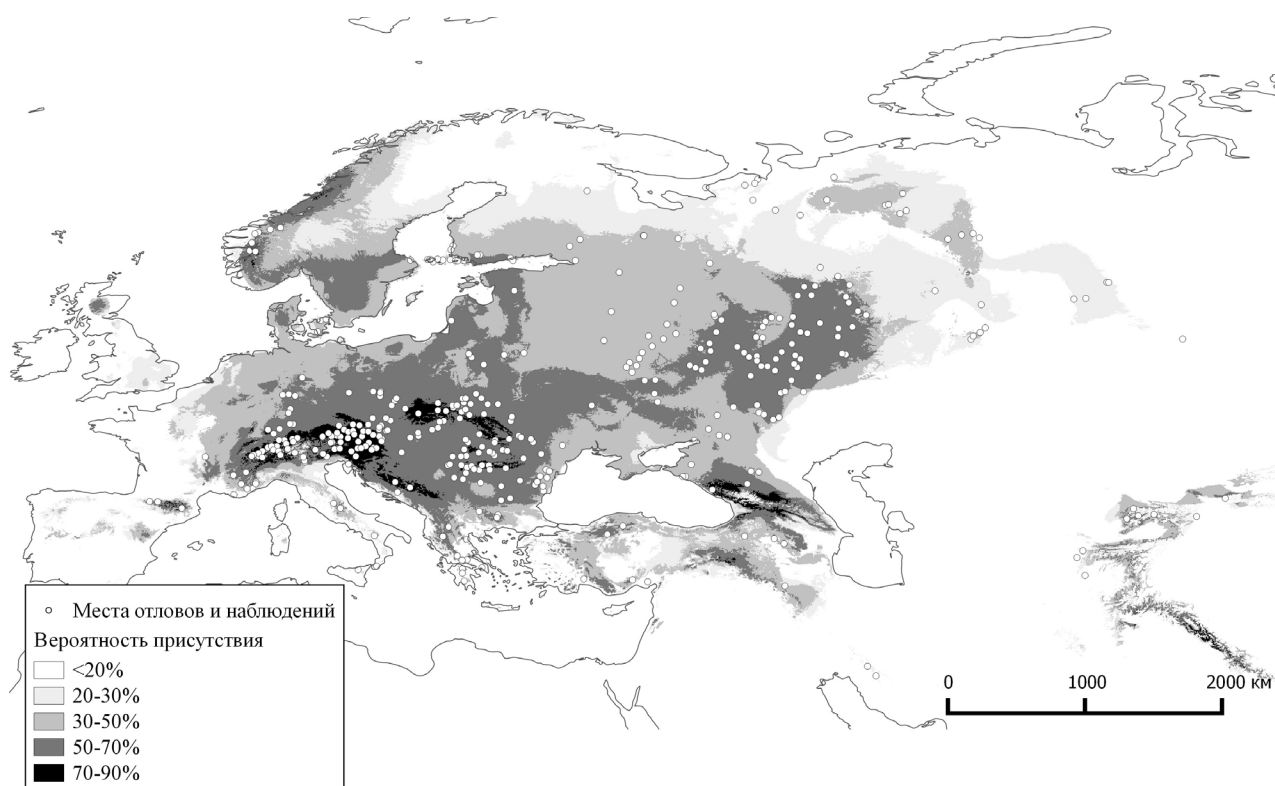 Места отловов и наблюдений
Вероятность присутствия
<20%
20-30%
30-50%
50-70%
70-90%
0 1000 2000 км